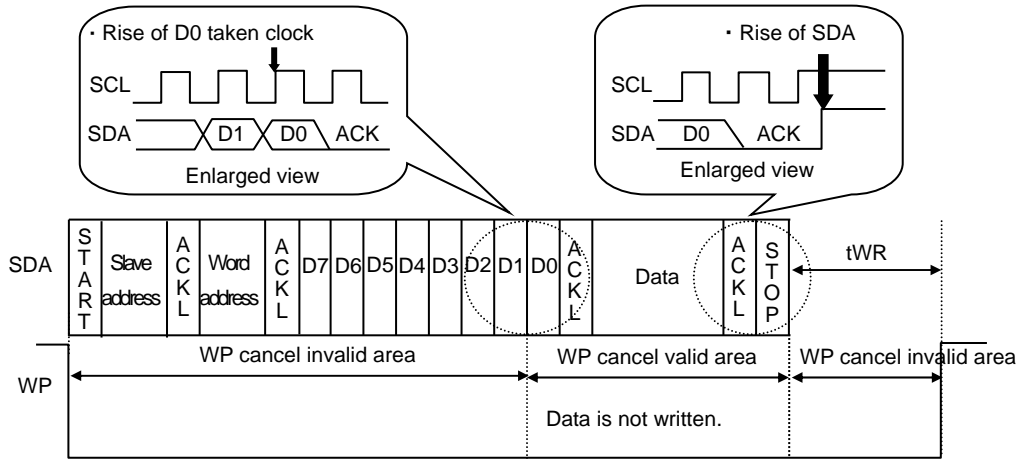 ・Rise of D0 taken clock
SCL
SDA
D1
D0
ACK
Enlarged view
・Rise of SDA
SCL
SDA
D0
ACK
Enlarged view
SDA
START
Slave address
ACKL
Word address
ACKL
D7
D6
D5
D4
D3
D2
D1
D0
ACKL
Data
ACKL
STOP
tWR
WP cancel invalid area
WP cancel valid area
WP cancel invalid area
WP
Data is not written.